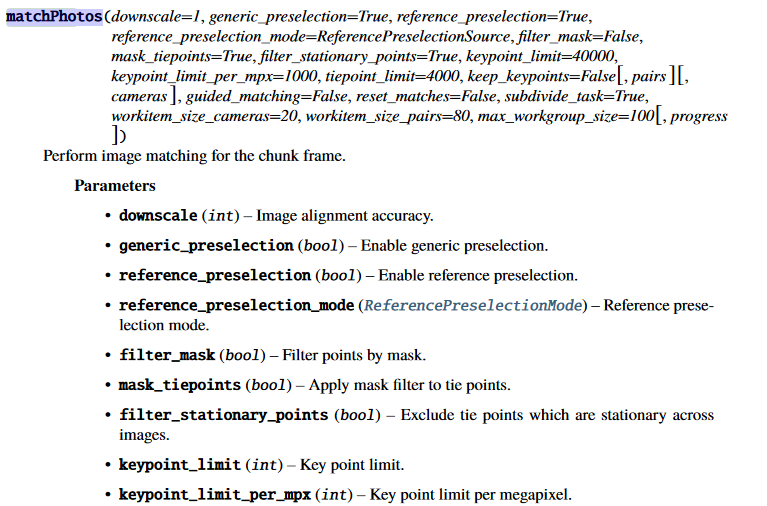 matchPhotos(downscale=1, generic_preselection=True, reference_preselection=True,
reference_preselection_mode=ReferencePreselectionSource, filter_mask=False,
mask_tiepoints=True, filter_stationary_points=True, keypoint_limit=40000,
keypoint_limit_per_mpx=1000, tiepoint_limit=4000, keep_keypoints=False[, pairs][,
cameras], guided_matching=False, reset_matches=False, subdivide_task=True,
workitem_size_cameras=20, workitem_size_pairs=80, max_workgroup_size=100[, progress
])
Perform image matching for the chunk frame.
Parameters
• downscale (int) – Image alignment accuracy.
• generic_preselection (bool) – Enable generic preselection.
• reference_preselection (bool) – Enable reference preselection.
• reference_preselection_mode (ReferencePreselectionMode) – Reference prese-
lection mode.
• filter_mask (bool) – Filter points by mask.
• mask_tiepoints (bool) – Apply mask filter to tie points.
• filter_stationary_points (bool) – Exclude tie points which are stationary across
images.
• keypoint_limit (int) – Key point limit.
• keypoint_limit_per_mpx (int) – Key point limit per megapixel.